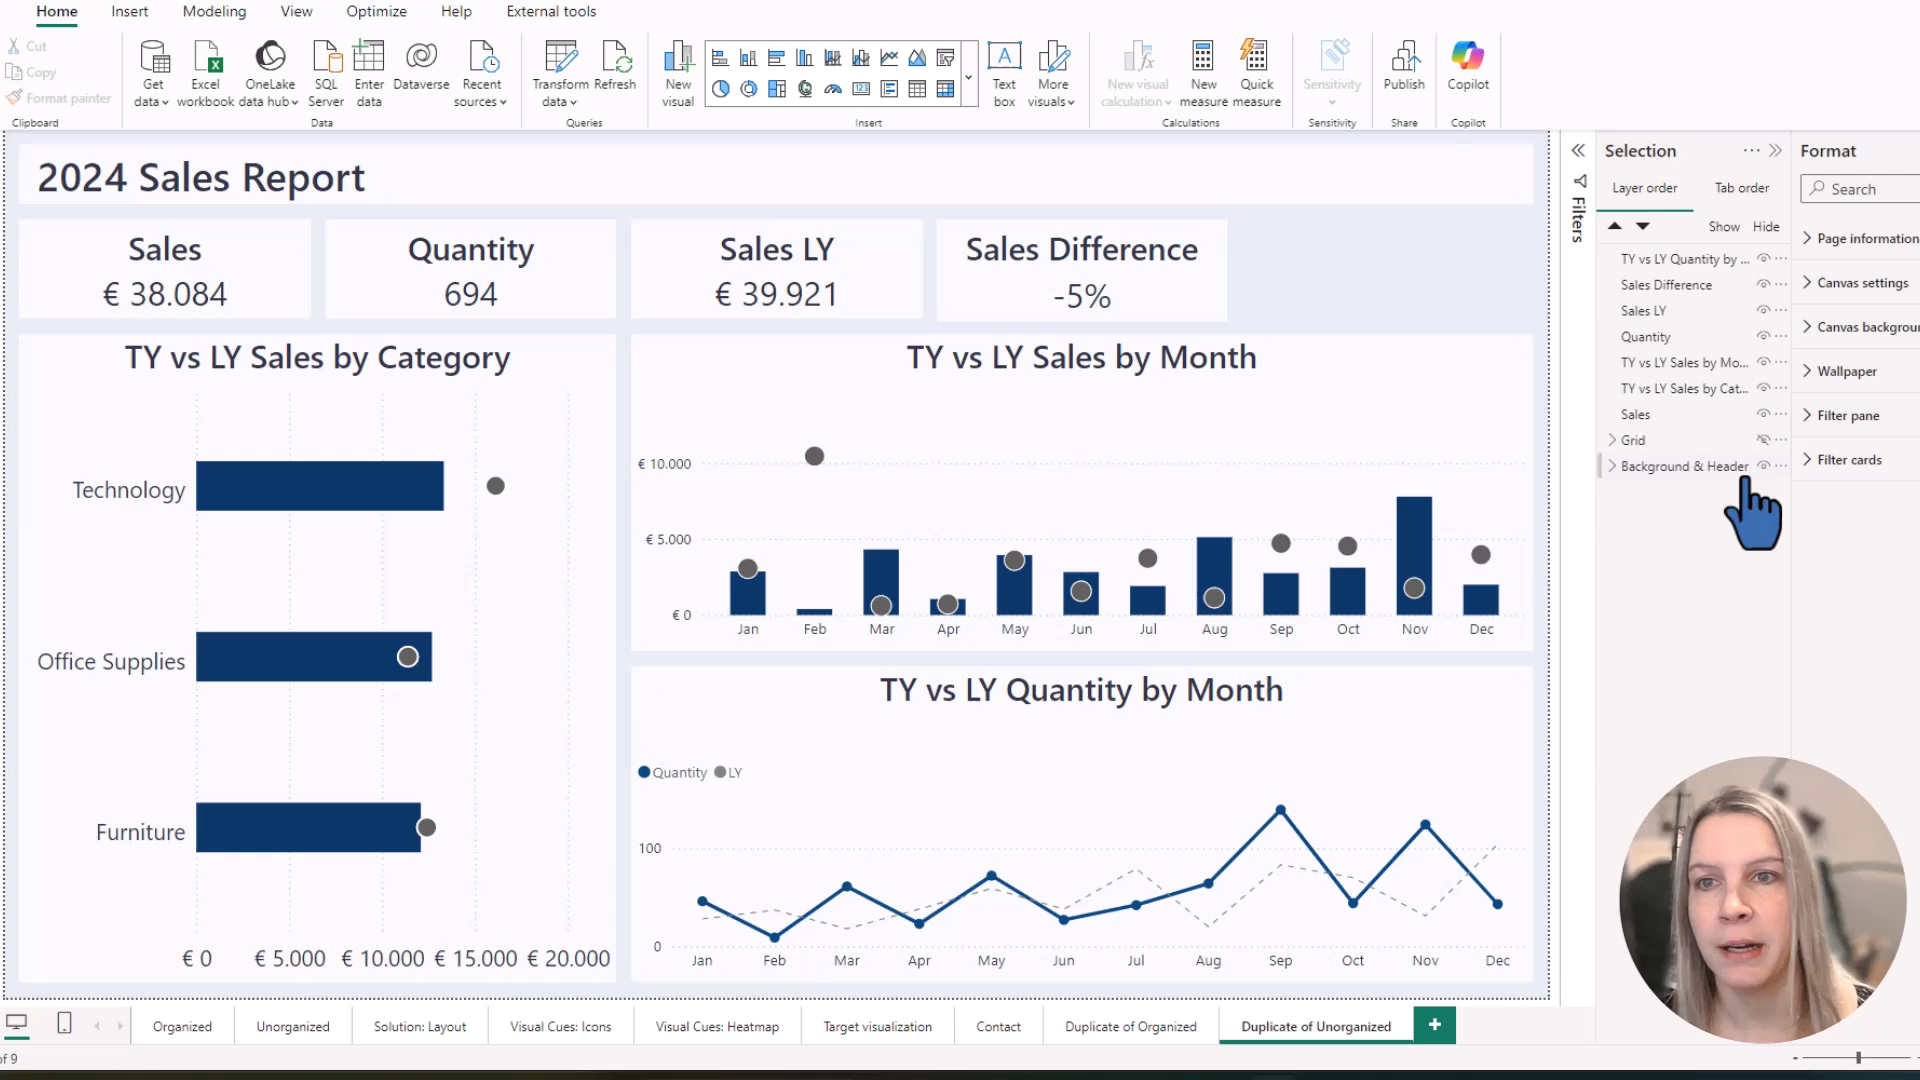 Home Insert Modeling View Optimize Help External tools
Cut
Copy
Format painter
Clipboard
Get data
Excel workbook
OneLake data hub
SQL Server
Enter data
Dataverse
Recent sources
Data
Transform data
Refresh
Queries
New visual
Text box
More visuals
Insert
New visual calculation
New measure
Quick measure
Calculations
Sensitivity
Sensitivity
Publish
Share
Copilot
Copilot
2024 Sales Report
Sales
€ 38.084
Quantity
694
Sales LY
€ 39.921
Sales Difference
-5%
TY vs LY Sales by Category
Technology
Office Supplies
Furniture
€ 0 € 5.000 € 10.000 € 15.000 € 20.000
TY vs LY Sales by Month
€ 10.000
€ 5.000
€ 0
Jan Feb Mar Apr May Jun Jul Aug Sep Oct Nov Dec
TY vs LY Quantity by Month
Quantity LY
100
0
Jan Feb Mar Apr May Jun Jul Aug Sep Oct Nov Dec
Filters
Selection
Layer order Tab order
Show Hide
TY vs LY Quantity by ...
Sales Difference
Sales LY
Quantity
TY vs LY Sales by Mo...
TY vs LY Sales by Cat...
Sales
Grid
Background & Header
Format
Search
Page information
Canvas settings
Canvas backgrou
Wallpaper
Filter pane
Filter cards
Organized Unorganized Solution: Layout Visual Cues: Icons Visual Cues: Heatmap Target visualization Contact Duplicate of Organized Duplicate of Unorganized +
of 9